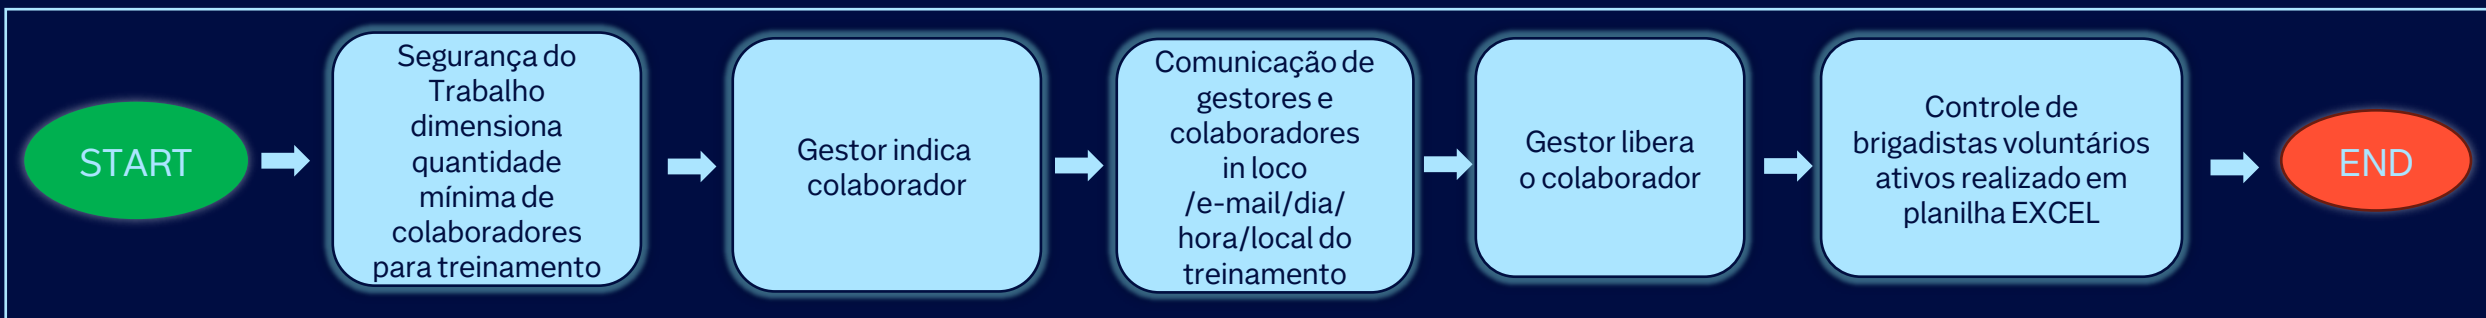 START
Segurança do
Trabalho
dimensiona
quantidade
mínima de
colaboradores
para treinamento
Gestor indica
colaborador
Comunicação de
gestores e
colaboradores
in loco
/e-mail/dia/
hora/local do
treinamento
Gestor libera
o colaborador
Controle de
brigadistas voluntários
ativos realizado em
planilha EXCEL
END